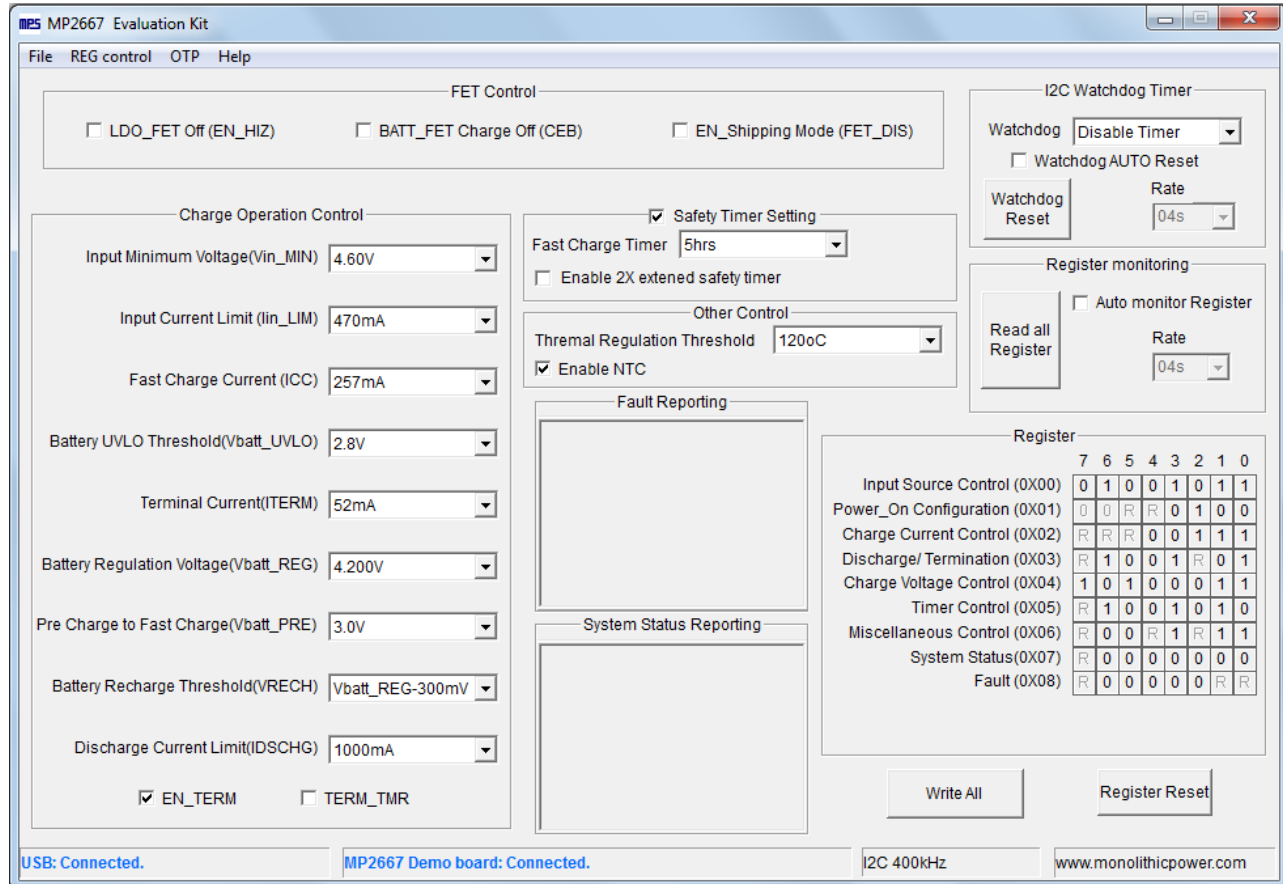 mps MP2667 Evaluation Kit
File REG control OTP Help
FET Control
LDO_FET Off (EN_HIZ) BATT_FET Charge Off (CEB) EN_Shipping Mode (FET_DIS)
I2C Watchdog Timer
Watchdog Disable Timer
Watchdog AUTO Reset
Watchdog Reset
Rate
04s
Charge Operation Control
Input Minimum Voltage(Vin_MIN) 4.60V
Input Current Limit (Iin_LIM) 470mA
Fast Charge Current (ICC) 257mA
Battery UVLO Threshold(Vbatt_UVLO) 2.8V
Terminal Current(ITERM) 52mA
Battery Regulation Voltage(Vbatt_REG) 4.200V
Pre Charge to Fast Charge(Vbatt_PRE) 3.0V
Battery Recharge Threshold(VRECH) Vbatt_REG-300mV
Discharge Current Limit(IDSCHG) 1000mA
EN_TERM TERM_TMR
Safety Timer Setting
Fast Charge Timer 5hrs
Enable 2X extened safety timer
Other Control
Thremal Regulation Threshold 120oC
Enable NTC
Fault Reporting
System Status Reporting
Register monitoring
Read all
Register
Auto monitor Register
Rate
04s
Register
7 6 5 4 3 2 1 0
Input Source Control (0X00) 0 1 0 0 1 0 1 1
Power_On Configuration (0X01) 0 0 R R 0 1 0 0
Charge Current Control (0X02) R R R 0 0 1 1 1
Discharge/ Termination (0X03) R 1 0 0 1 R 0 1
Charge Voltage Control (0X04) 1 0 1 0 0 0 1 1
Timer Control (0X05) R 1 0 0 1 0 1 0
Miscellaneous Control (0X06) R 0 0 R 1 R 1 1
System Status(0X07) R 0 0 0 0 0 0 0
Fault (0X08) R 0 0 0 0 0 R R
Write All Register Reset
USB: Connected. MP2667 Demo board: Connected. I2C 400kHz www.monolithicpower.com